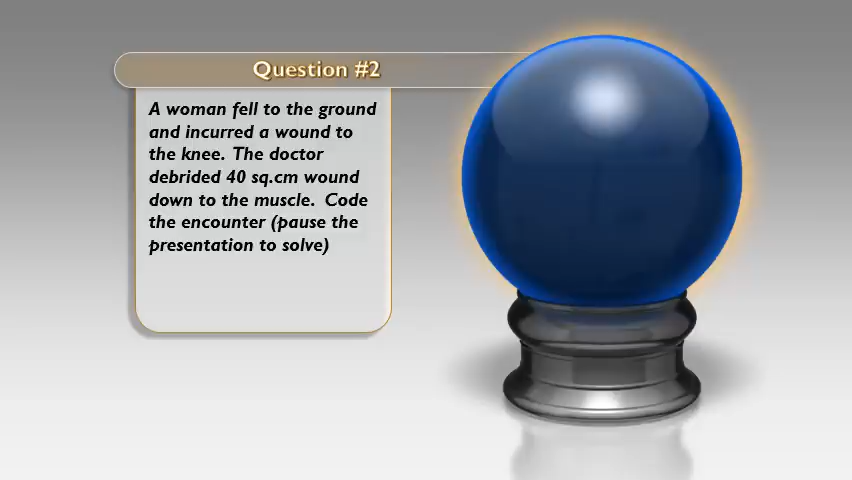 Question #2
A woman fell to the ground
and incurred a wound to
the knee. The doctor
debrided 40 sq.cm wound
down to the muscle. Code
the encounter (pause the
presentation to solve)